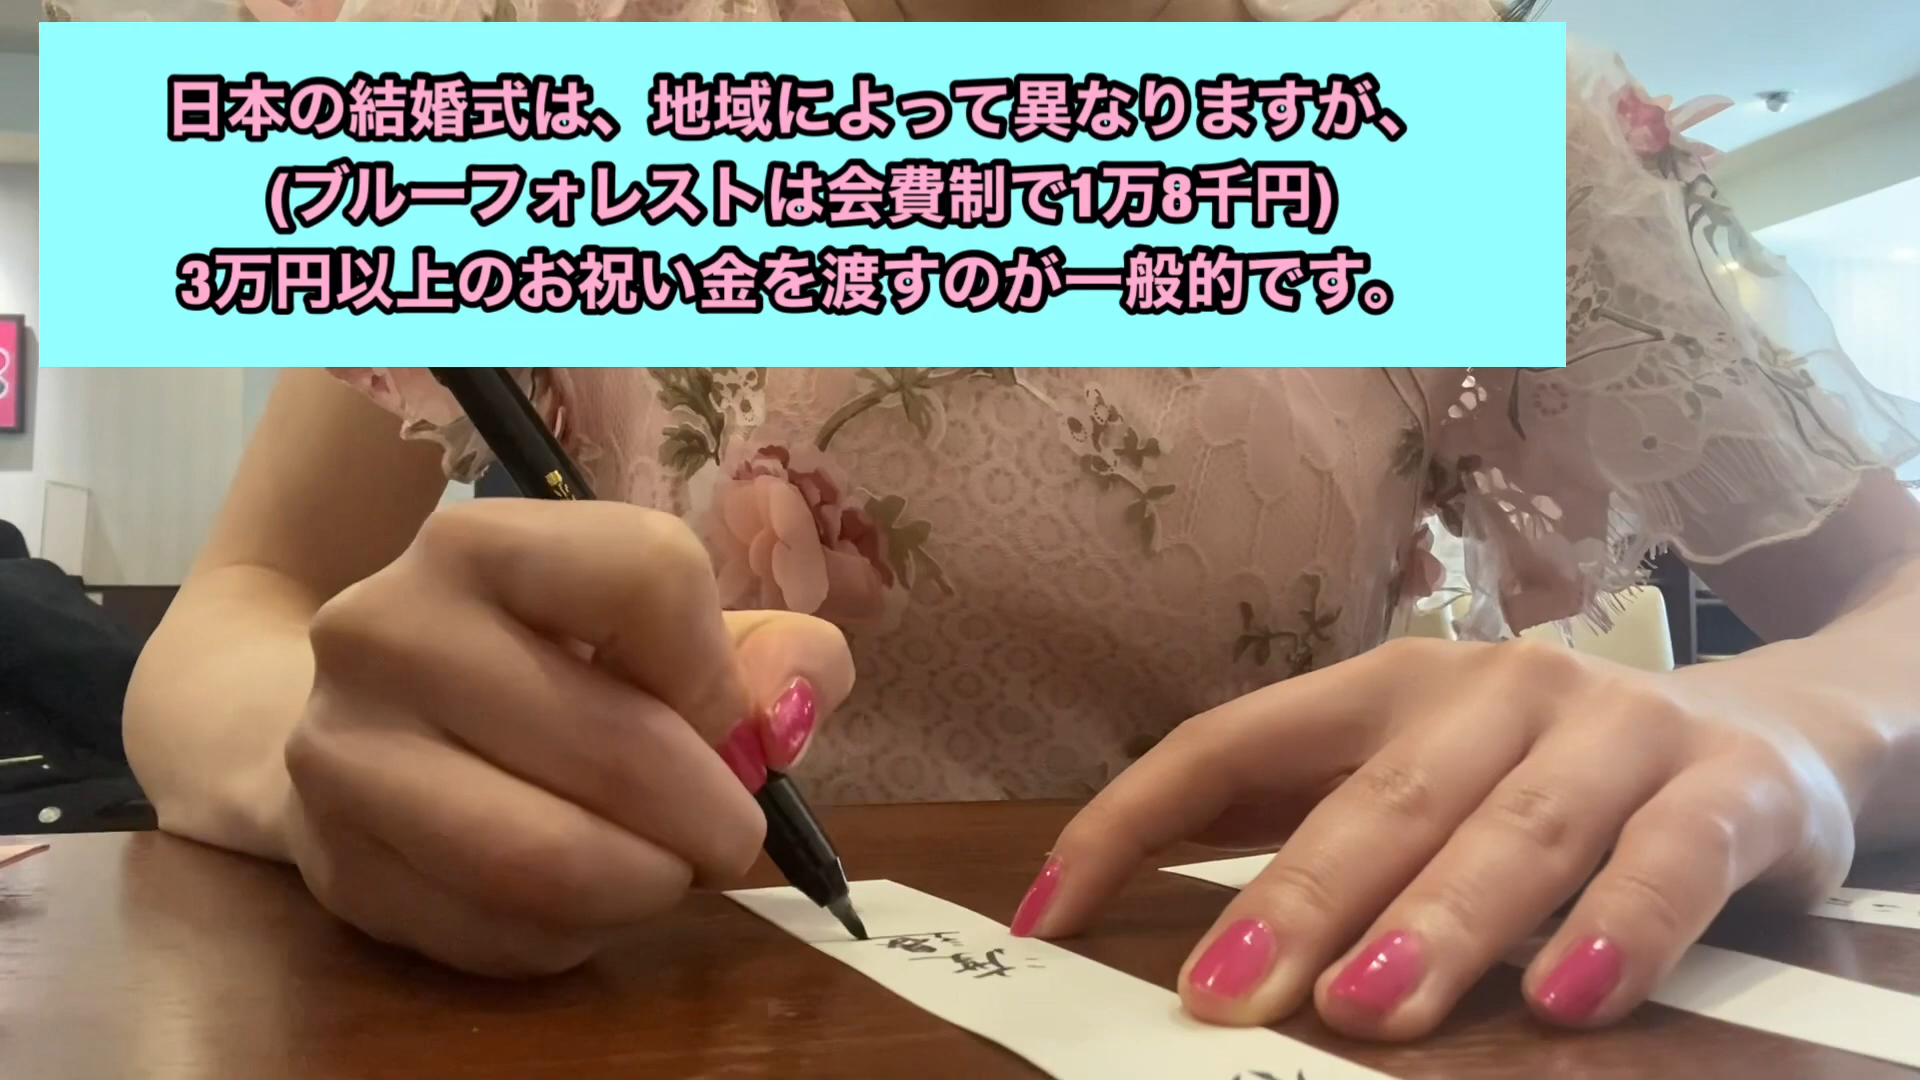 日本の結婚式は、地域によって異なりますが、
(ブルーフォレストは会費制で1万8千円)
3万円以上のお祝い金を渡すのが一般的です。